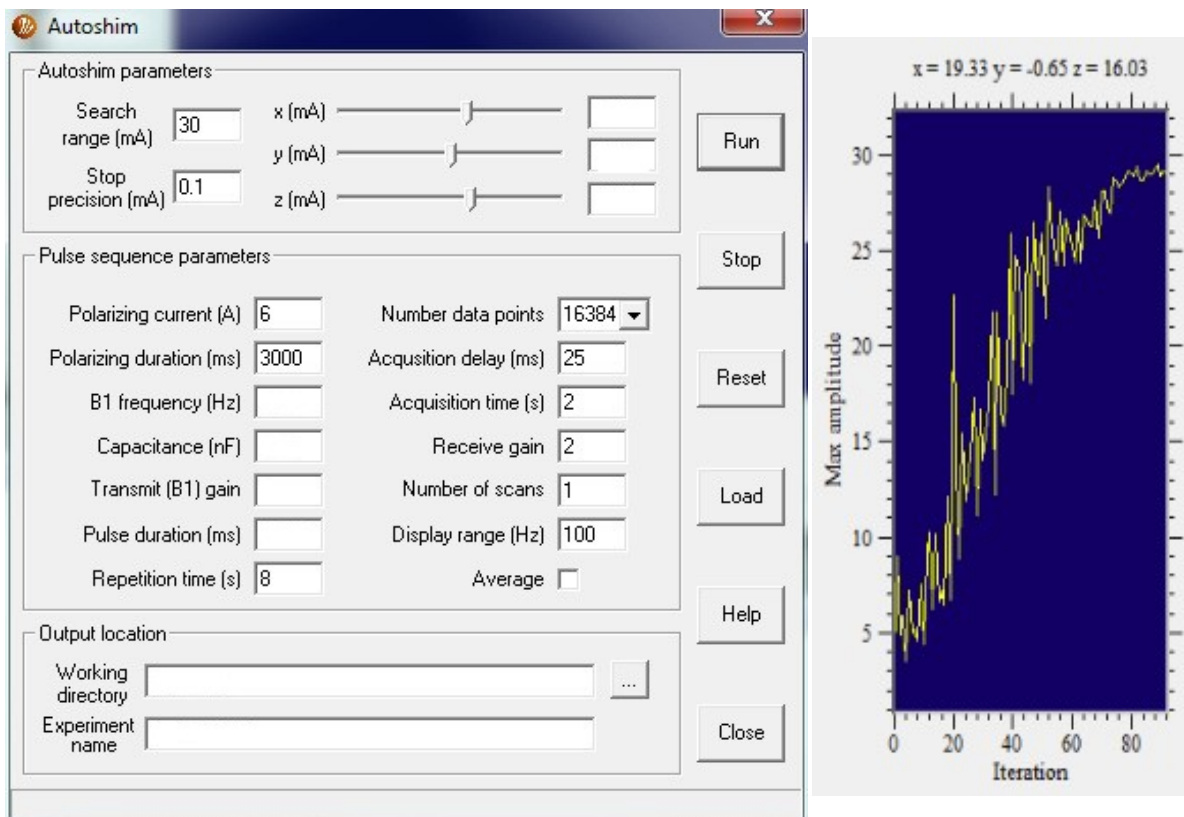 Autoshim
Autoshim parameters
Search
range (mA)
30
x (mA)
y (mA)
Stop
precision (mA)
0.1
z (mA)
Run
Stop
Reset
Load
Help
Close
Pulse sequence parameters
Polarizing current (A) 6
Number data points 16384
Polarizing duration (ms) 3000
Acqusition delay (ms) 25
B1 frequency (Hz)
Acquisition time (s) 2
Capacitance (nF)
Receive gain 2
Transmit (B1) gain
Number of scans 1
Pulse duration (ms)
Display range (Hz) 100
Repetition time (s) 8
Average
Output location
Working
directory
...
Experiment
name
x = 19.33 y = -0.65 z = 16.03
Max amplitude
30
25
20
15
10
5
0 20 40 60 80
Iteration